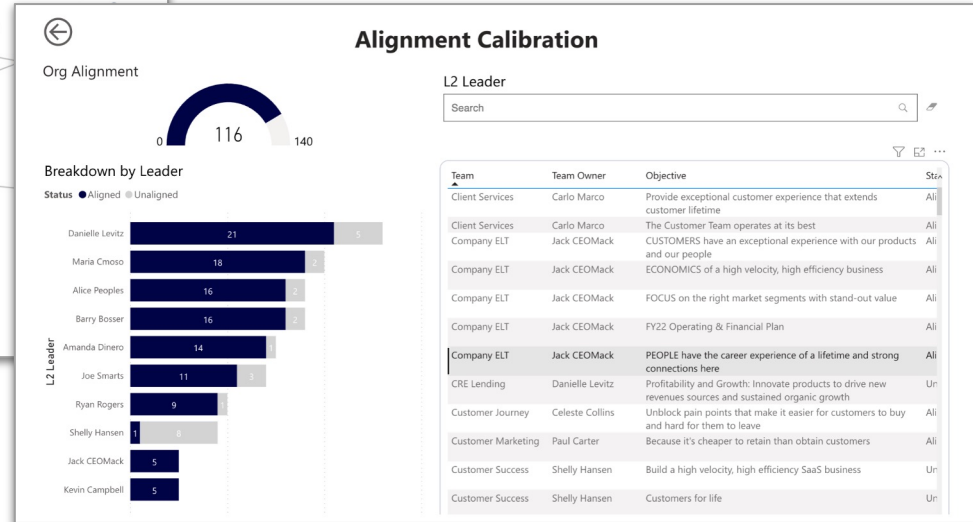 Alignment Calibration
Org Alignment
0
116
140
Breakdown by Leader
Status Aligned Unaligned
L2 Leader
Danielle Levitz 21 5
Maria Cmoso 18 2
Alice Peoples 16 2
Barry Bosser 16 2
Amanda Dinero 14 1
Joe Smarts 11 3
Ryan Rogers 9 1
Shelly Hansen 1 8
Jack CEOMack 5
Kevin Campbell 5
L2 Leader
Search
Team Team Owner Objective Sta
Client Services Carlo Marco Provide exceptional customer experience that extends
customer lifetime
Ali
Client Services Carlo Marco The Customer Team operates at its best Ali
Company ELT Jack CEOMack CUSTOMERS have an exceptional experience with our products
and our people
Ali
Company ELT Jack CEOMack ECONOMICS of a high velocity, high efficiency business Ali
Company ELT Jack CEOMack FOCUS on the right market segments with stand-out value Ali
Company ELT Jack CEOMack FY22 Operating & Financial Plan Ali
Company ELT Jack CEOMack PEOPLE have the career experience of a lifetime and strong
connections here
Ali
CRE Lending Danielle Levitz Profitability and Growth: Innovate products to drive new
revenues sources and sustained organic growth
Un
Customer Journey Celeste Collins Unblock pain points that make it easier for customers to buy
and hard for them to leave
Ali
Customer Marketing Paul Carter Because it's cheaper to retain than obtain customers Ali
Customer Success Shelly Hansen Build a high velocity, high efficiency SaaS business Un
Customer Success Shelly Hansen Customers for life Un